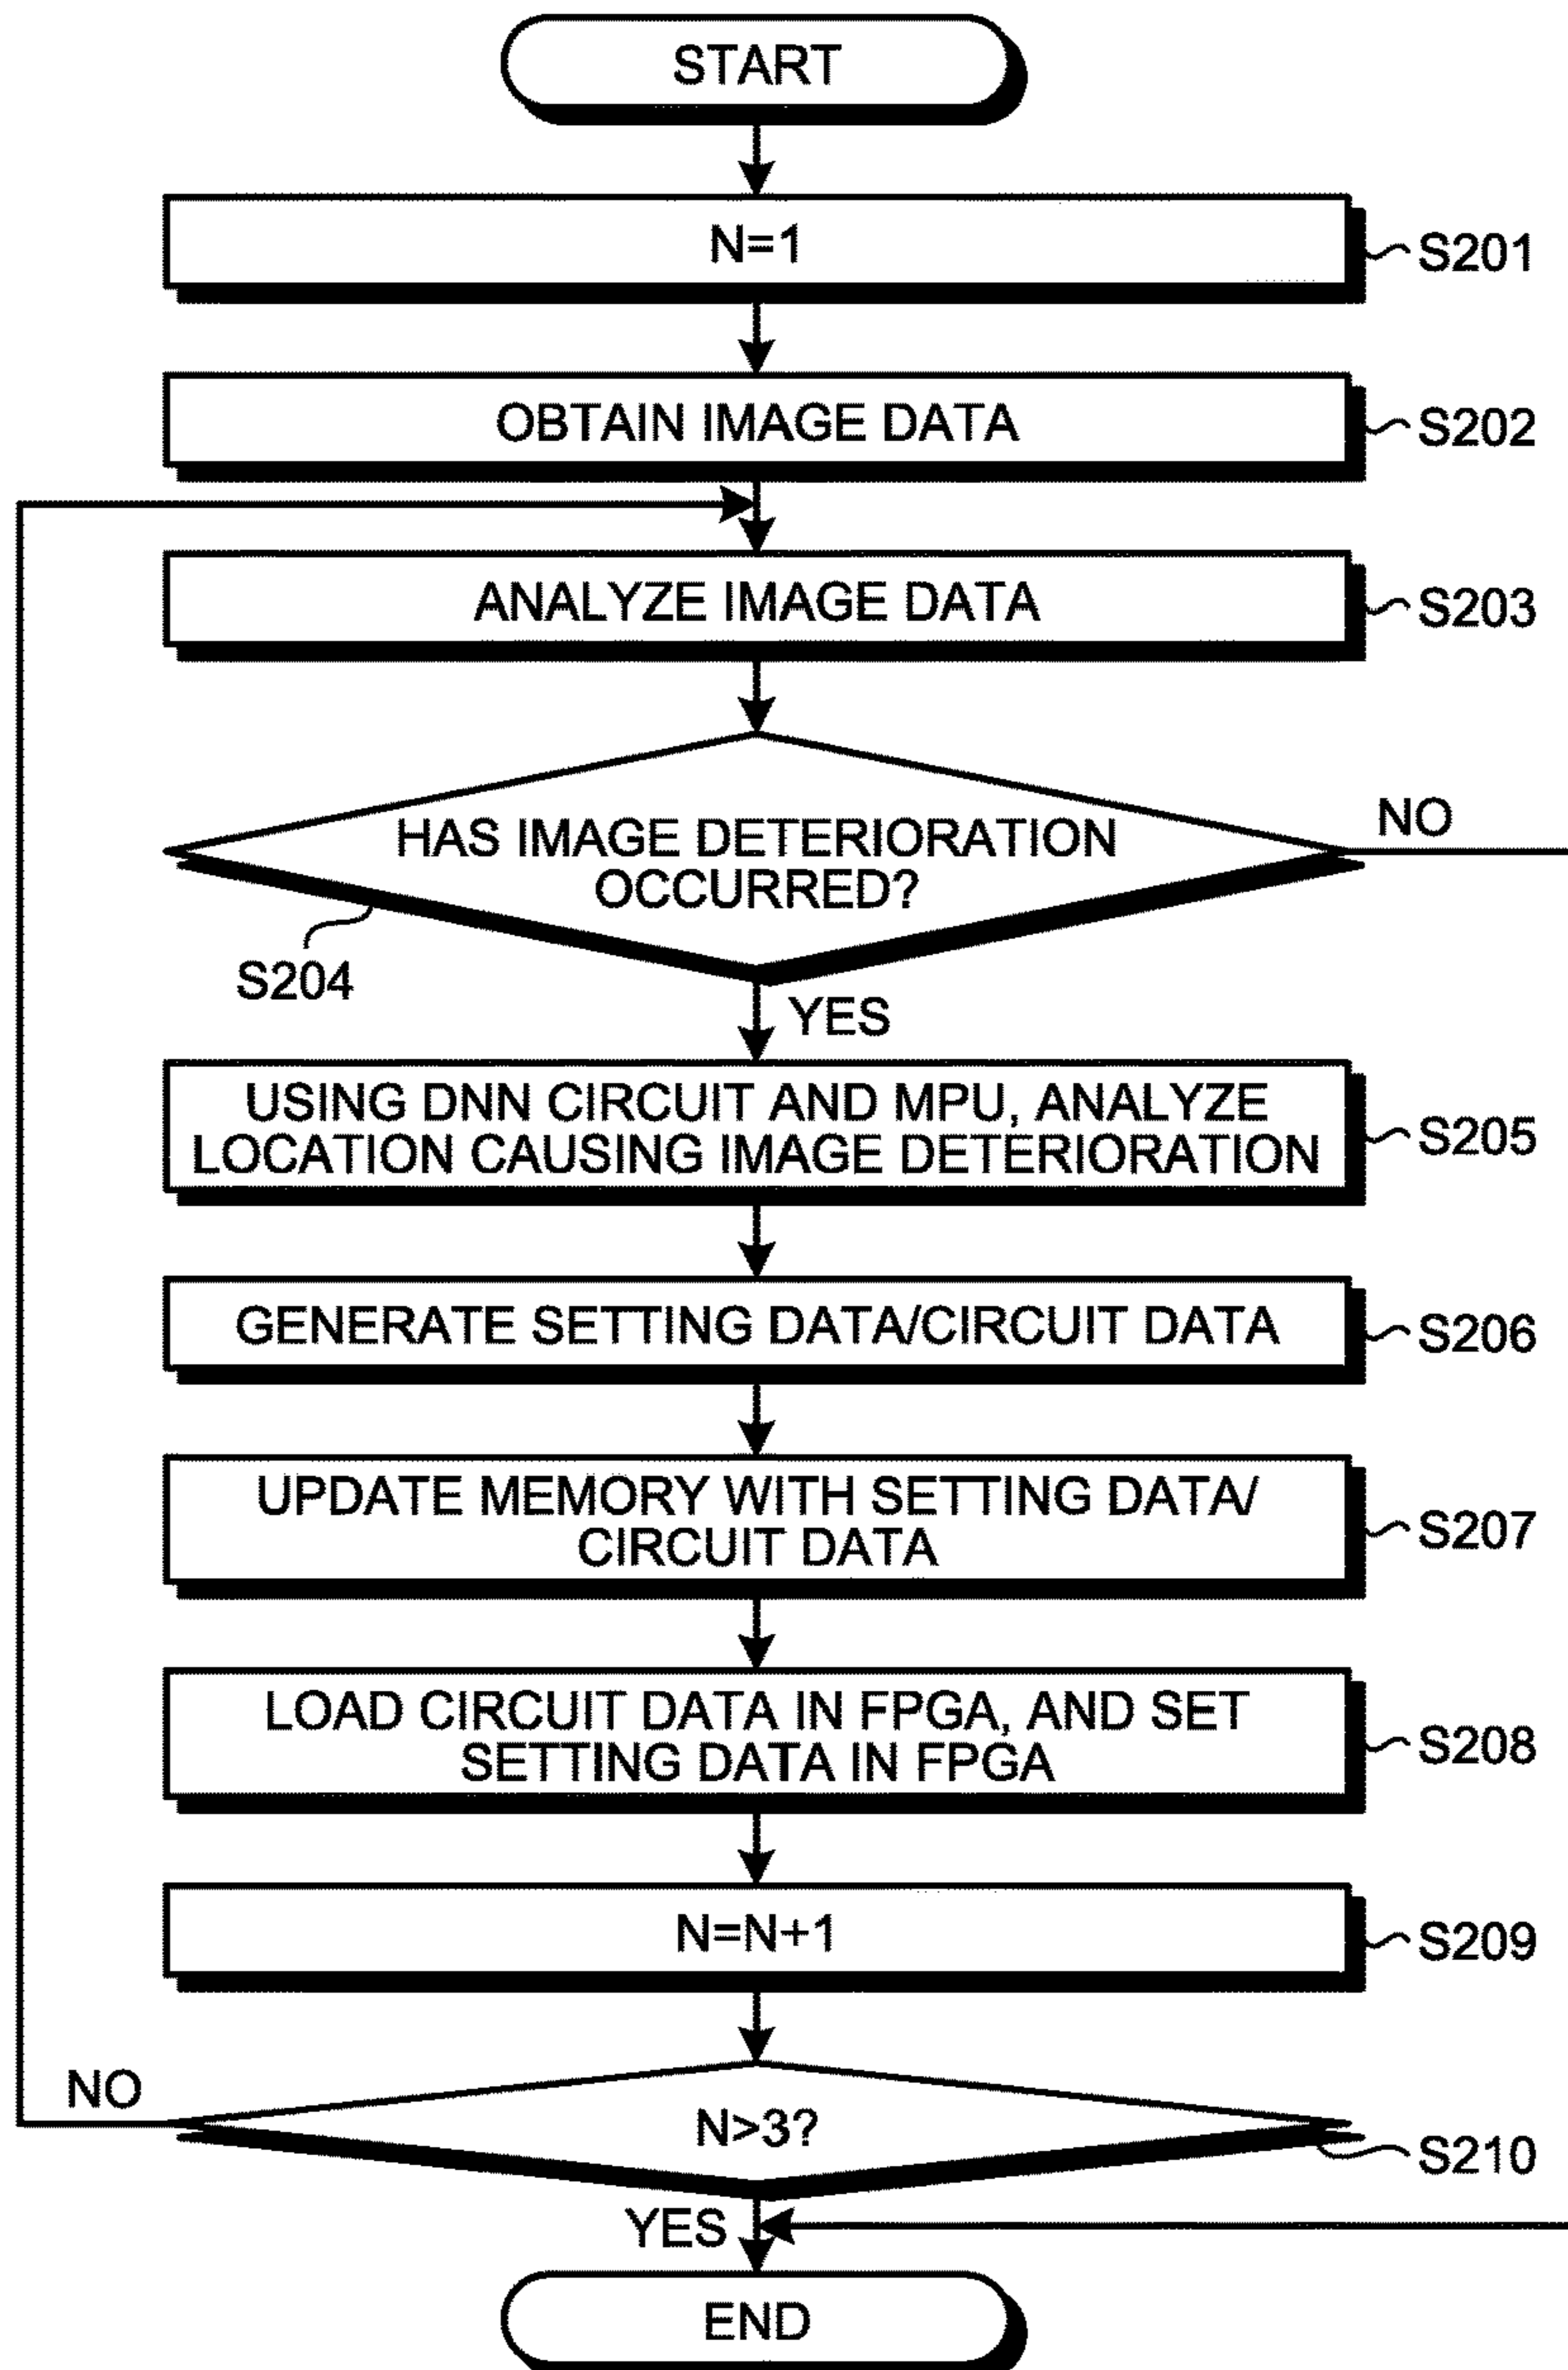 START
N=1
S201
OBTAIN IMAGE DATA
S202
ANALYZE IMAGE DATA
S203
HAS IMAGE DETERIORATION
OCCURRED?
NO
S204
YES
USING DNN CIRCUIT AND MPU, ANALYZE
LOCATION CAUSING IMAGE DETERIORATION
S205
GENERATE SETTING DATA/CIRCUIT DATA
S206
UPDATE MEMORY WITH SETTING DATA/
CIRCUIT DATA
S207
LOAD CIRCUIT DATA IN FPGA, AND SET
SETTING DATA IN FPGA
S208
N=N+1
S209
NO
N>3?
S210
YES
END